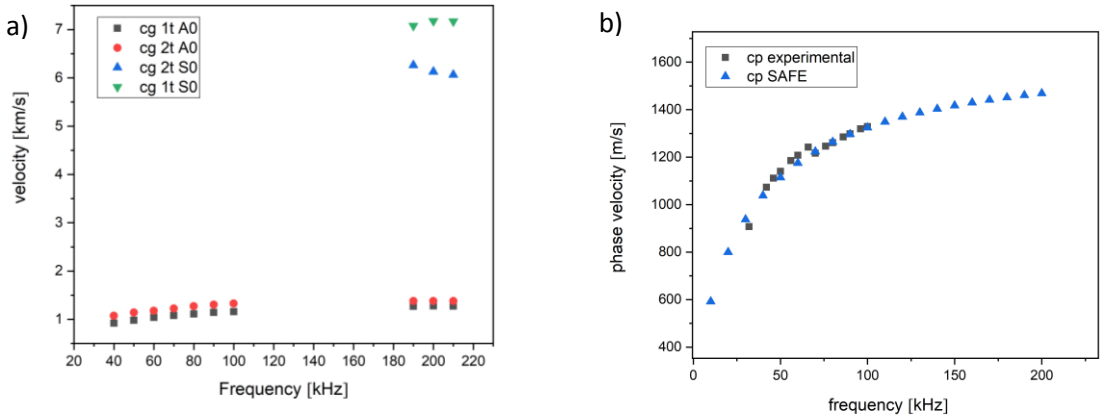 a)
velocity [km/s]
7
6
5
4
3
2
1
cg 1t A0
cg 2t A0
cg 2t S0
cg 1t S0
20 40 60 80 100 120 140 160 180 200 220
Frequency [kHz]
b)
phase velocity [m/s]
1600
1400
1200
1000
800
600
400
cp experimental
cp SAFE
0 50 100 150 200
frequency [kHz]